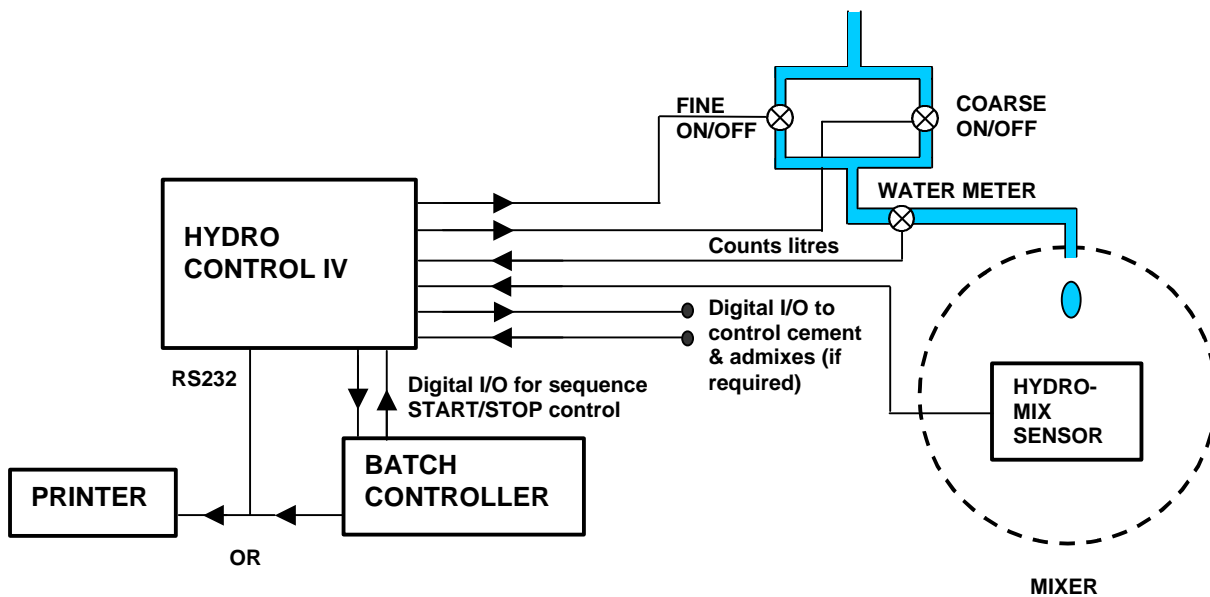 FINE
ON/OFF
COARSE
ON/OFF
WATER METER
HYDRO
CONTROL IV
Counts litres
Digital I/O to
control cement
& admixes (if
required)
HYDRO-
MIX
SENSOR
RS232
Digital I/O for sequence
START/STOP control
BATCH
CONTROLLER
PRINTER
OR
MIXER